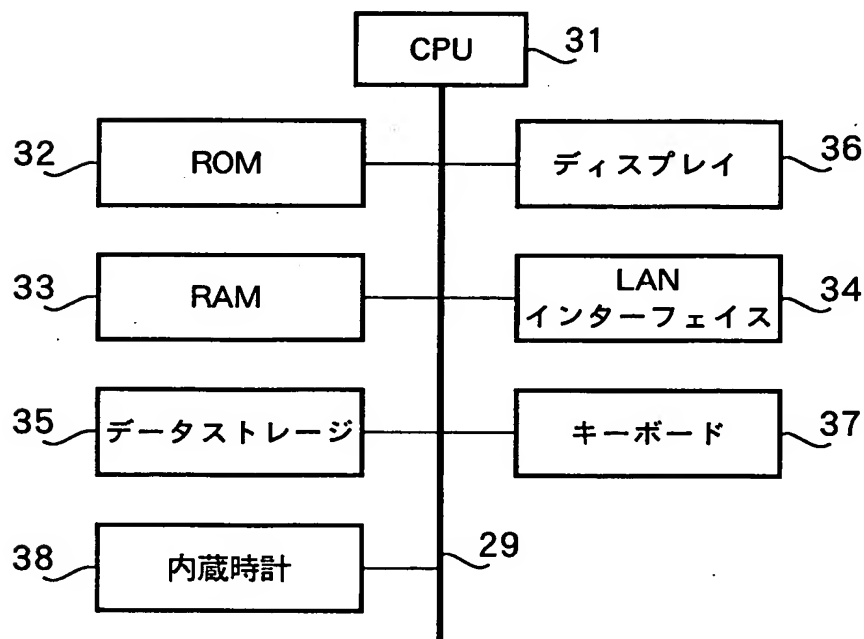 CPU
31
32
ROM
ディスプレイ
36
33
RAM
LAN
インターフェイス
34
35
データストレージ
キーボード
37
38
内蔵時計
29